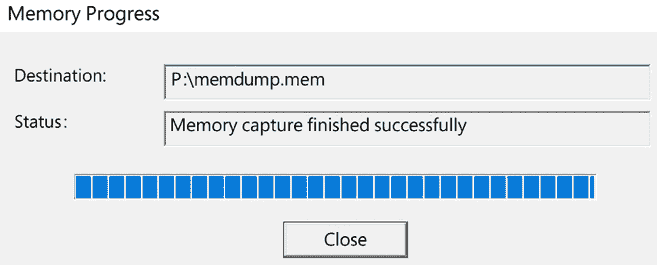 Memory Progress
Destination: P:\memdump.mem
Status: Memory capture finished successfully
Close